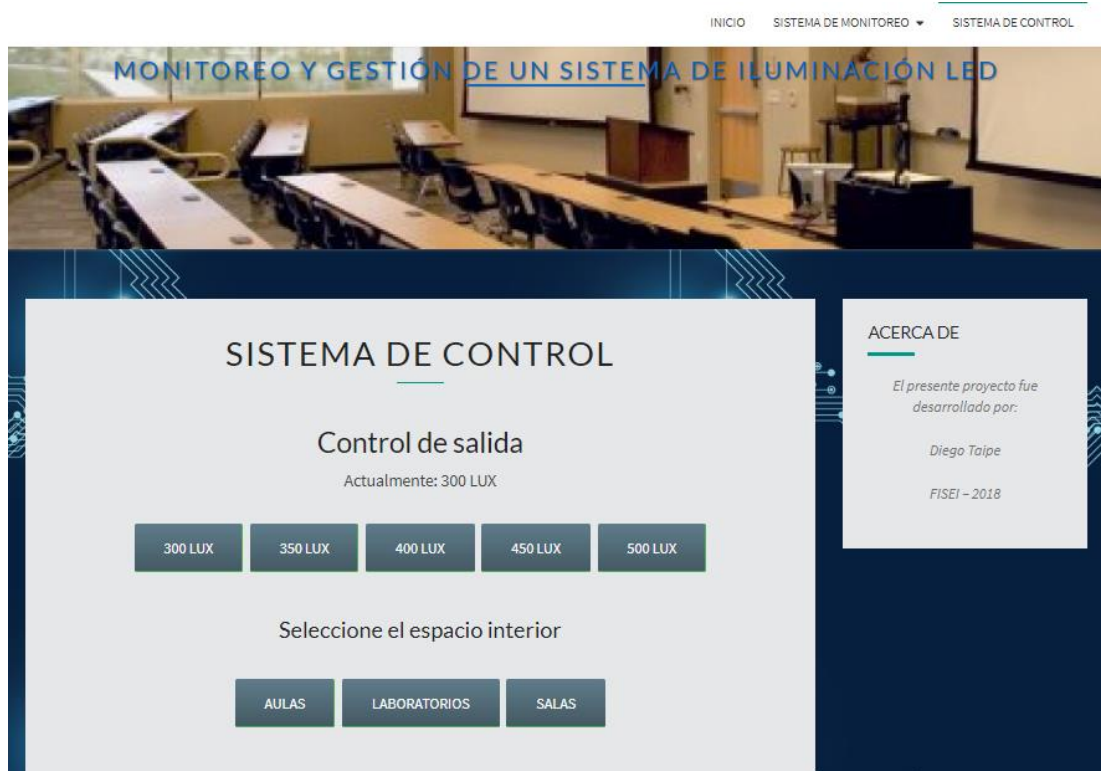 INICIO SISTEMA DE MONITOREO SISTEMA DE CONTROL
MONITOREO Y GESTIÓN DE UN SISTEMA DE ILUMINACIÓN LED
SISTEMA DE CONTROL
Control de salida
Actualmente: 300 LUX
300 LUX 350 LUX 400 LUX 450 LUX 500 LUX
Seleccione el espacio interior
AULAS LABORATORIOS SALAS
ACERCA DE
El presente proyecto fue
desarrollado por:
Diego Taipe
FISEI – 2018